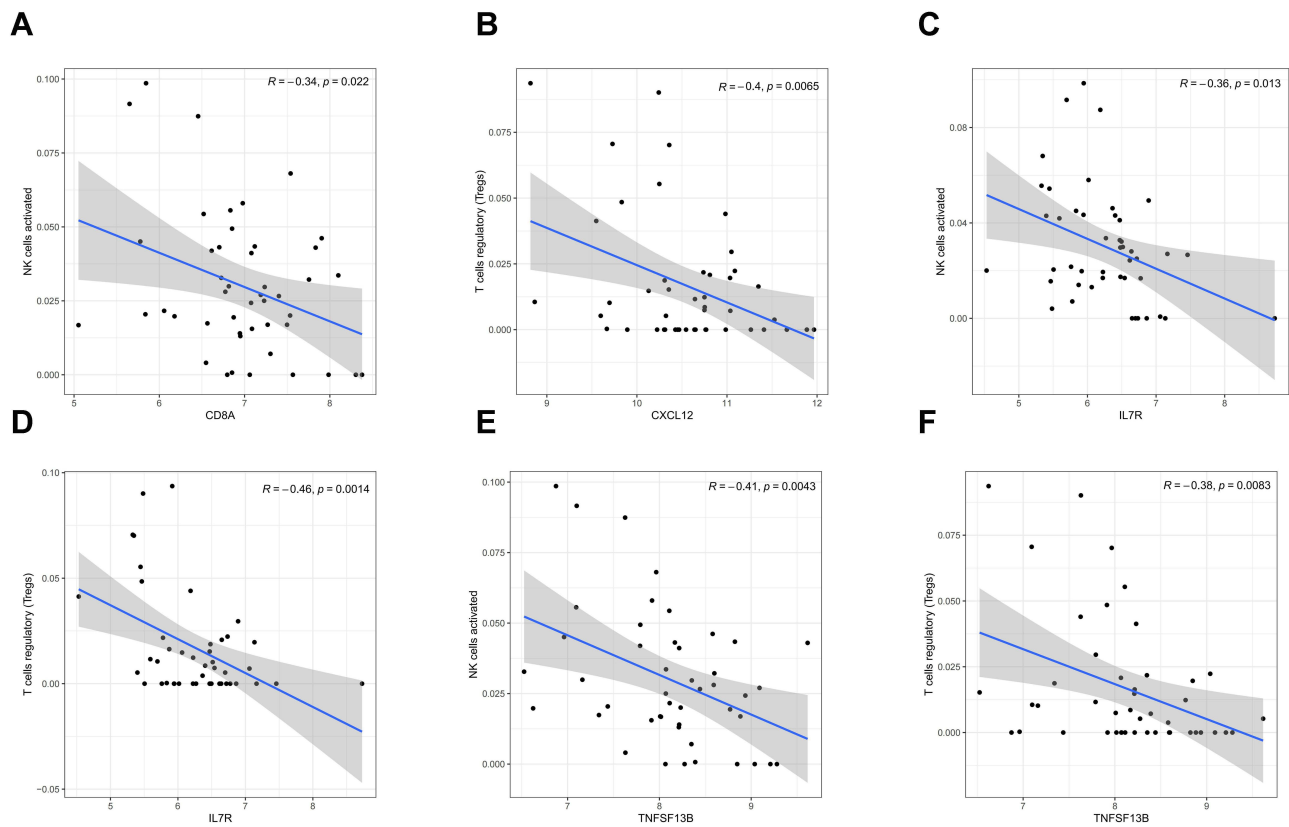 A
R = −0.34, p = 0.022
NK cells activated
0.100
0.075
0.050
0.025
0.000
5 6 7 8
CD8A
B
R = −0.4, p = 0.0065
T cells regulatory (Tregs)
0.075
0.050
0.025
0.000
9 10 11 12
CXCL12
C
R = −0.36, p = 0.013
NK cells activated
0.08
0.04
0.00
5 6 7 8
IL7R
D
R = −0.46, p = 0.0014
T cells regulatory (Tregs)
0.10
0.05
0.00
−0.05
5 6 7 8
IL7R
E
R = −0.41, p = 0.0043
NK cells activated
0.100
0.075
0.050
0.025
0.000
7 8 9
TNFSF13B
F
R = −0.38, p = 0.0083
T cells regulatory (Tregs)
0.075
0.050
0.025
0.000
7 8 9
TNFSF13B